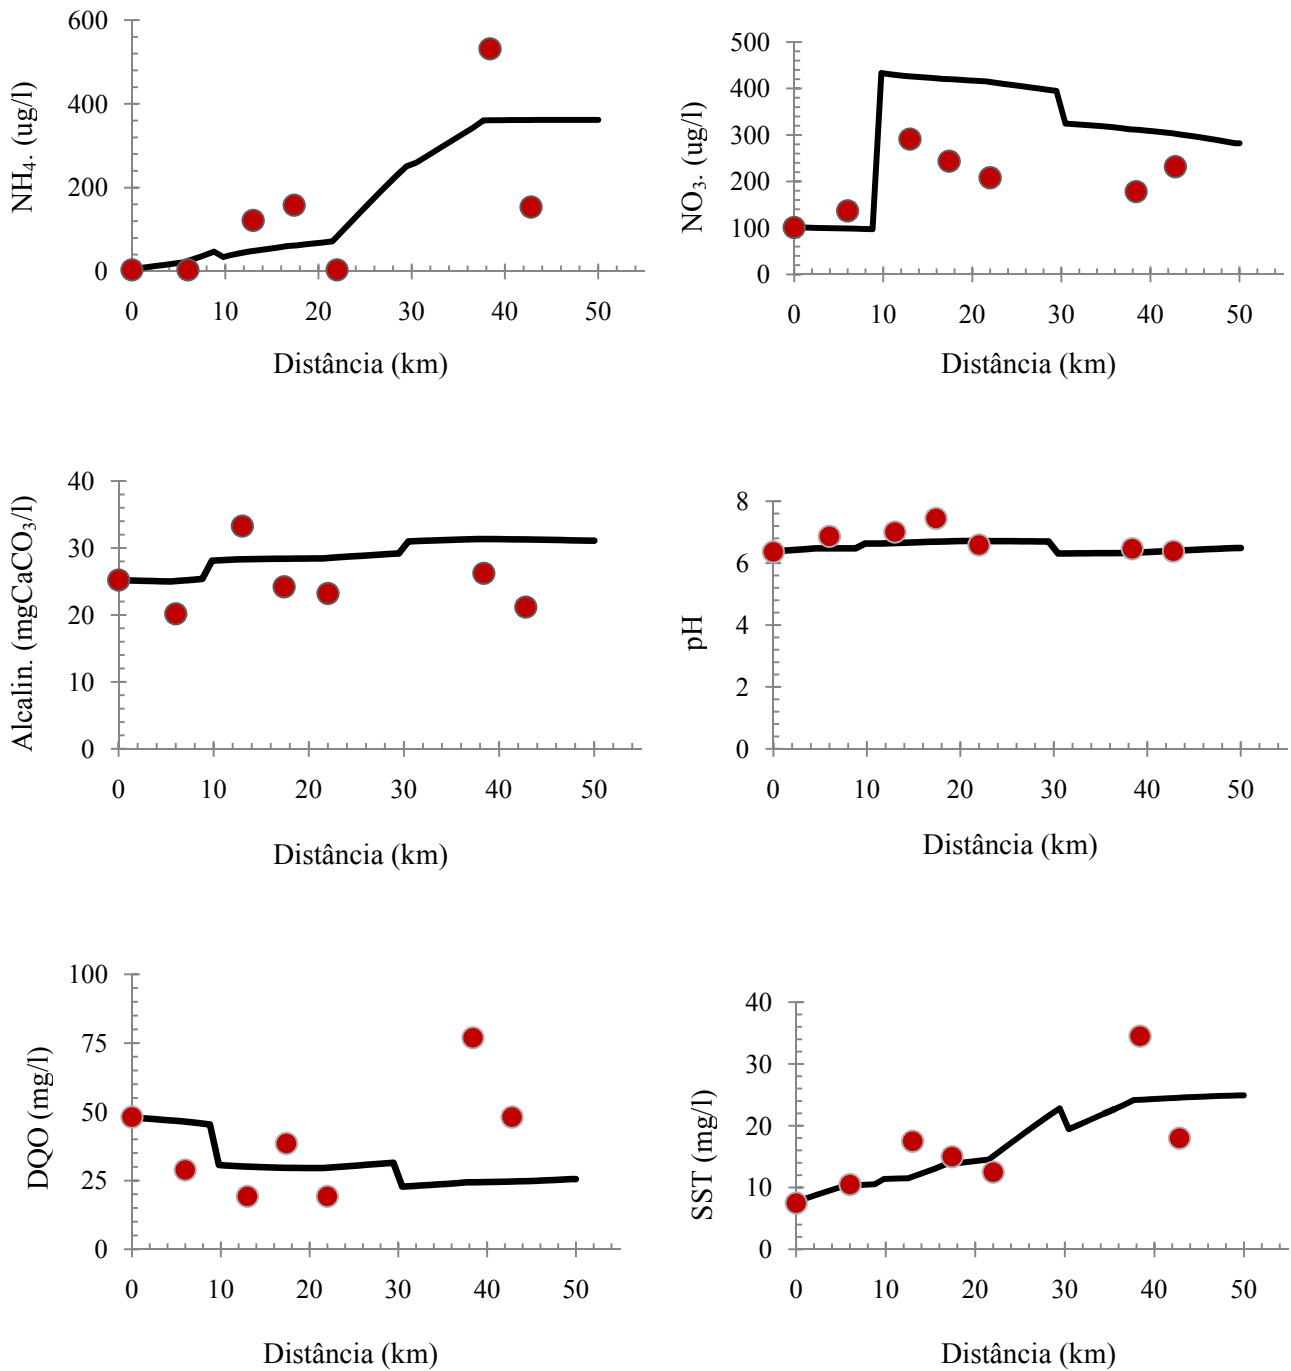 600
400
200
0
NH₄. (ug/l)
0 10 20 30 40 50
Distância (km)
500
400
300
200
100
0
NO₃. (ug/l)
0 10 20 30 40 50
Distância (km)
40
30
20
10
0
Alcalin. (mgCaCO₃/l)
0 10 20 30 40 50
Distância (km)
8
6
4
2
0
pH
0 10 20 30 40 50
Distância (km)
100
75
50
25
0
DQO (mg/l)
0 10 20 30 40 50
Distância (km)
40
30
20
10
0
SST (mg/l)
0 10 20 30 40 50
Distância (km)